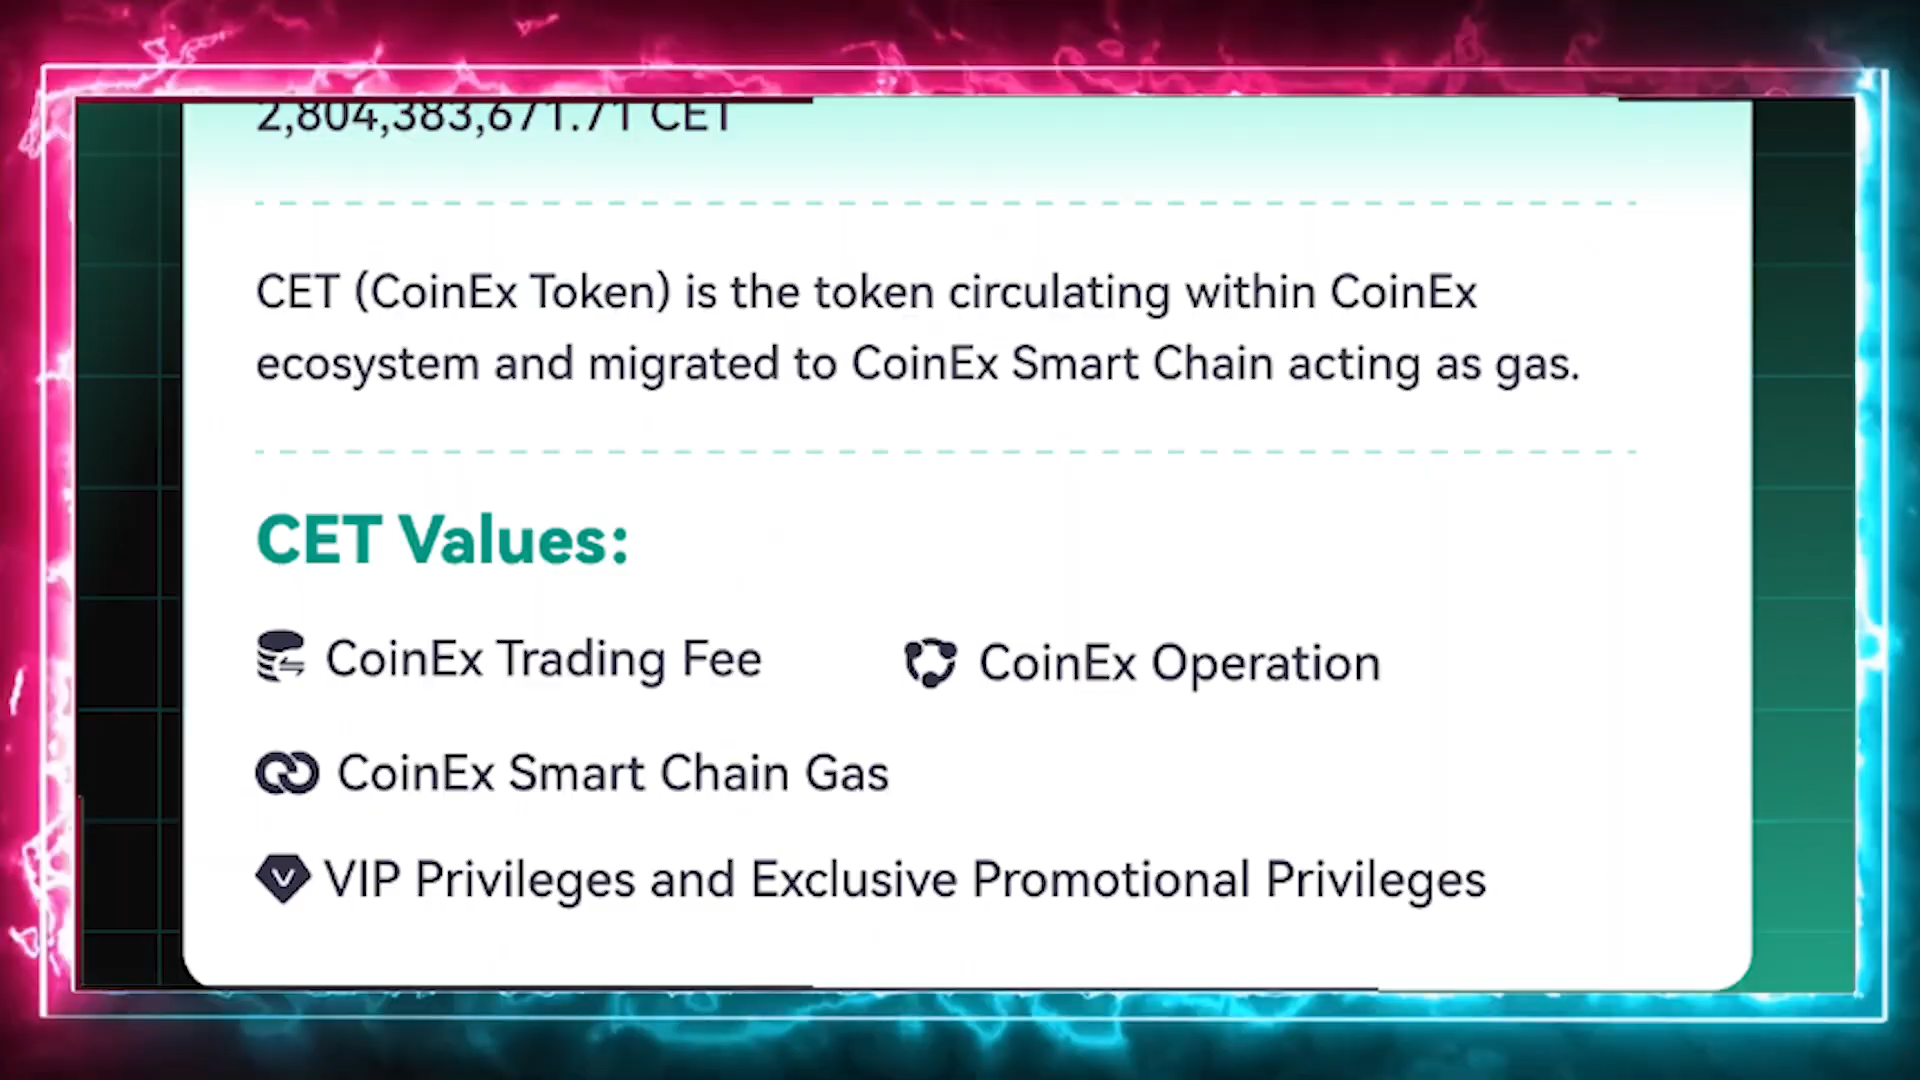 2,804,383,671.71 CET
CET (CoinEx Token) is the token circulating within CoinEx
ecosystem and migrated to CoinEx Smart Chain acting as gas.
CET Values:
CoinEx Trading Fee
CoinEx Operation
CoinEx Smart Chain Gas
VIP Privileges and Exclusive Promotional Privileges